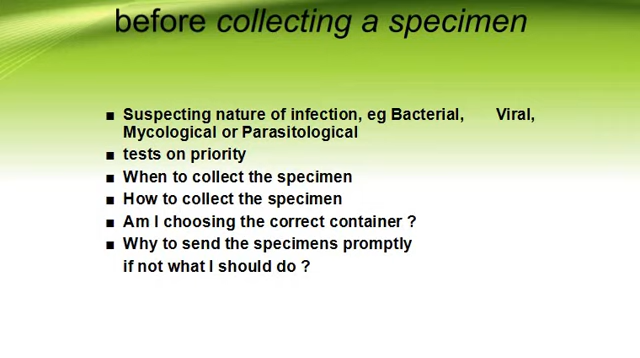 before collecting a specimen
■ Suspecting nature of infection, eg Bacterial, Viral,
Mycological or Parasitological
■ tests on priority
■ When to collect the specimen
■ How to collect the specimen
■ Am I choosing the correct container ?
■ Why to send the specimens promptly
if not what I should do ?